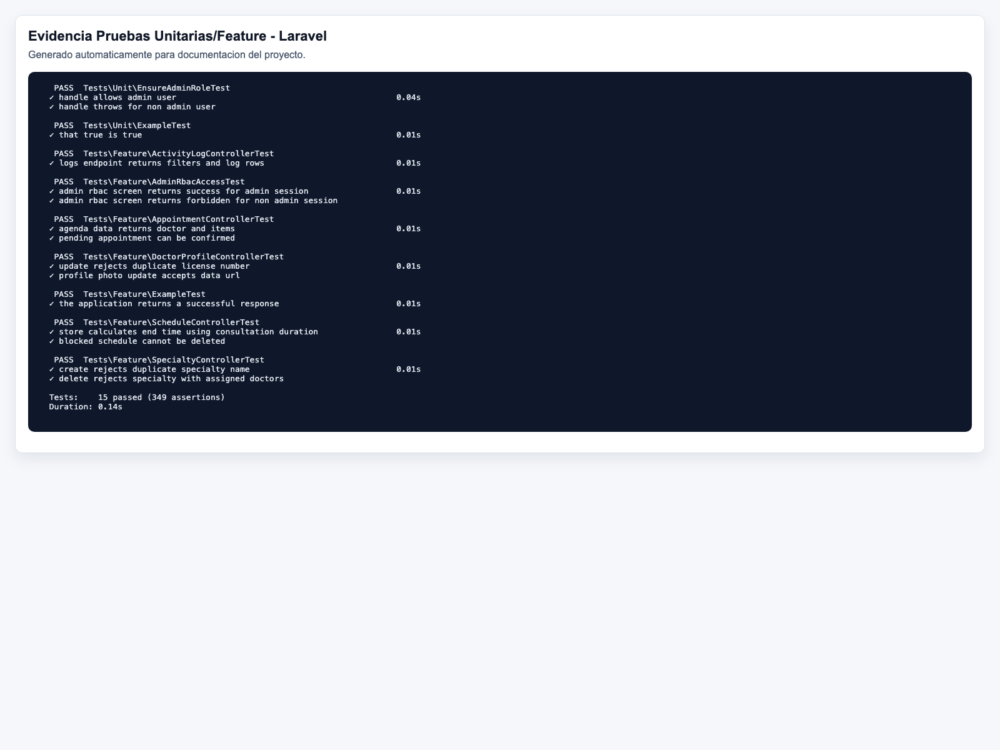 Evidencia Pruebas Unitarias/Feature - Laravel
Generado automaticamente para documentacion del proyecto.
PASS  Tests\Unit\EnsureAdminRoleTest
✓ handle allows admin user 0.04s
✓ handle throws for non admin user
PASS  Tests\Unit\ExampleTest
✓ that true is true 0.01s
PASS  Tests\Feature\ActivityLogControllerTest
✓ logs endpoint returns filters and log rows 0.01s
PASS  Tests\Feature\AdminRbacAccessTest
✓ admin rbac screen returns success for admin session 0.01s
✓ admin rbac screen returns forbidden for non admin session
PASS  Tests\Feature\AppointmentControllerTest
✓ agenda data returns doctor and items 0.01s
✓ pending appointment can be confirmed
PASS  Tests\Feature\DoctorProfileControllerTest
✓ update rejects duplicate license number 0.01s
✓ profile photo update accepts data url
PASS  Tests\Feature\ExampleTest
✓ the application returns a successful response 0.01s
PASS  Tests\Feature\ScheduleControllerTest
✓ store calculates end time using consultation duration 0.01s
✓ blocked schedule cannot be deleted
PASS  Tests\Feature\SpecialtyControllerTest
✓ create rejects duplicate specialty name 0.01s
✓ delete rejects specialty with assigned doctors
Tests:    15 passed (349 assertions)
Duration: 0.14s